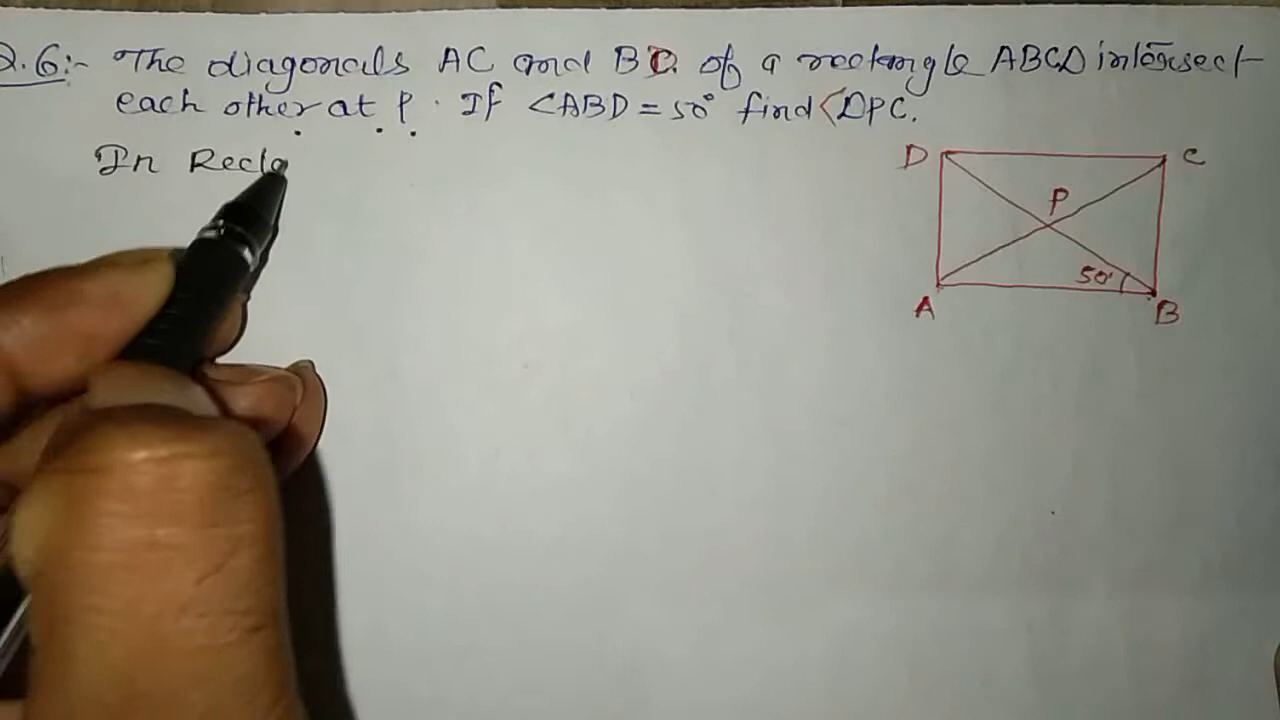 Q.6:- The diagonals AC and BD of a rectangle ABCD intersect
each other at P. If <ABD = 50° find <DPC.
In Recta
D
C
P
50°
A
B